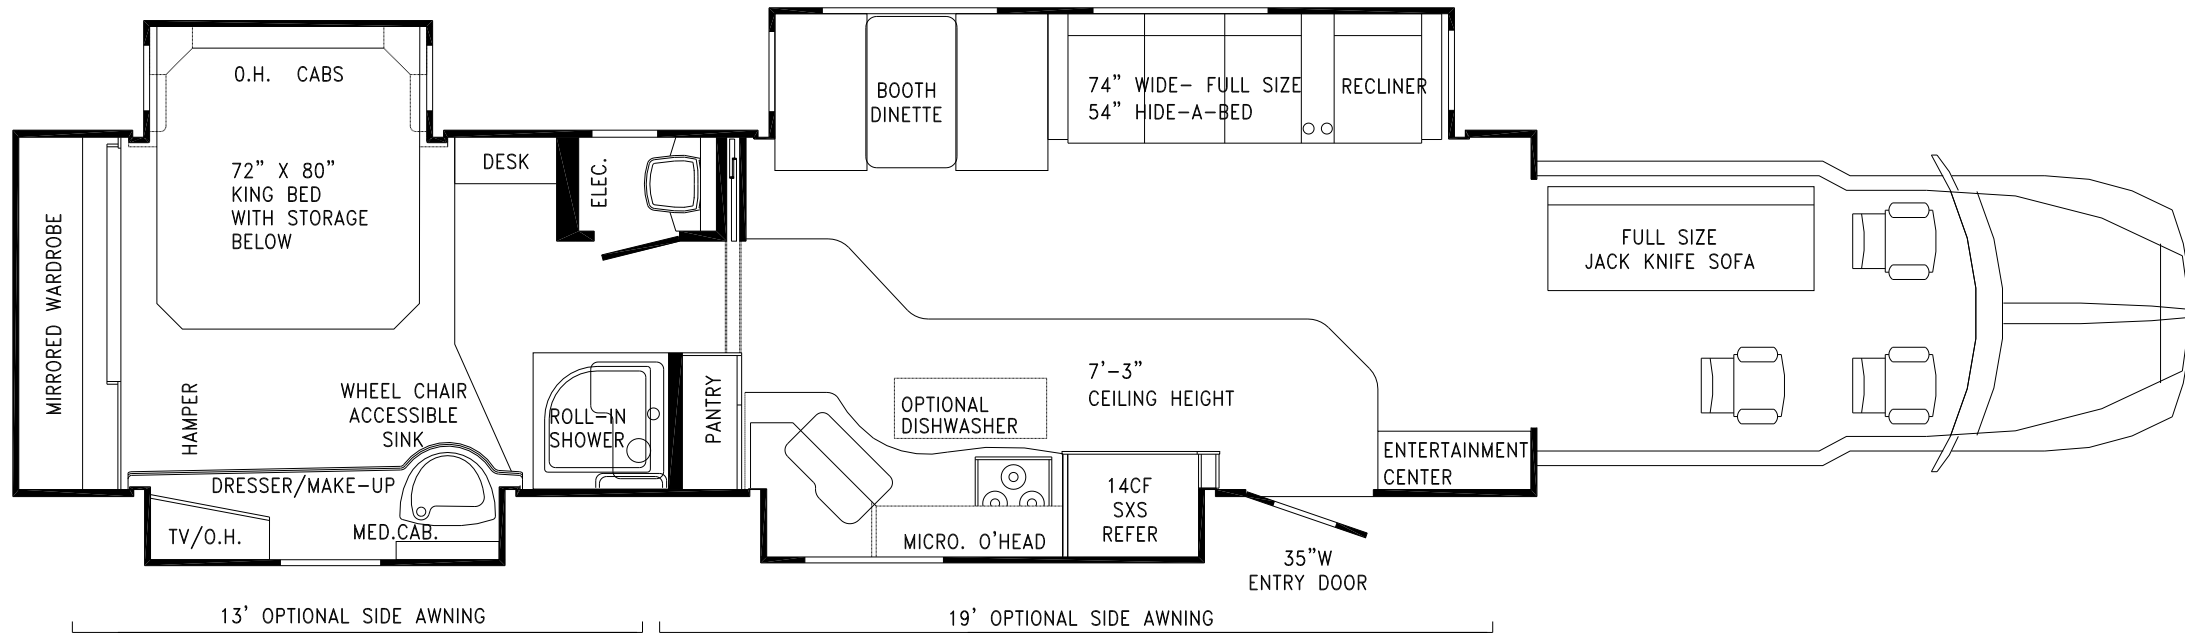 O.H. CABS
72” X 80”
KING BED
WITH STORAGE
BELOW
MIRRORED WARDROBE
HAMPER
WHEEL CHAIR
ACCESSIBLE
SINK
DRESSER/MAKE-UP
TV/O.H.
MED.CAB.
DESK
ELEC.
ROLL-IN
SHOWER
PANTRY
BOOTH
DINETTE
74” WIDE- FULL SIZE
54” HIDE-A-BED
RECLINER
7’-3”
CEILING HEIGHT
OPTIONAL
DISHWASHER
MICRO. O’HEAD
14CF
SXS
REFER
ENTERTAINMENT
CENTER
35”W
ENTRY DOOR
FULL SIZE
JACK KNIFE SOFA
13’ OPTIONAL SIDE AWNING
19’ OPTIONAL SIDE AWNING